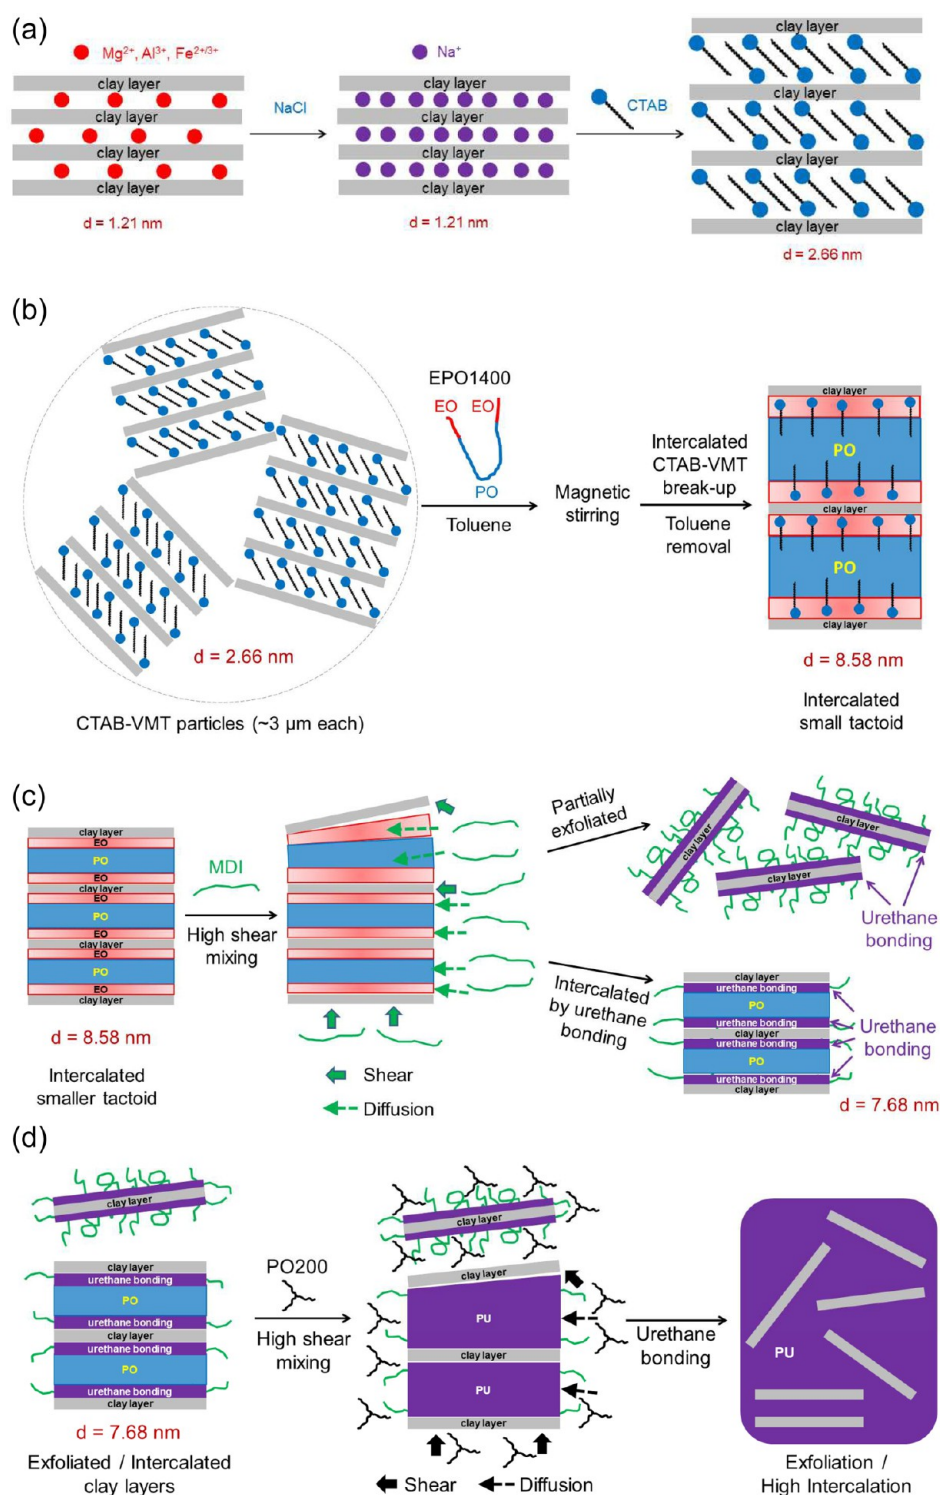 (a)
Mg²⁺, Al³⁺, Fe²⁺/³⁺
Na⁺
clay layer
clay layer
clay layer
clay layer
d = 1.21 nm
NaCl
clay layer
clay layer
clay layer
clay layer
d = 1.21 nm
CTAB
clay layer
clay layer
clay layer
clay layer
d = 2.66 nm
(b)
d = 2.66 nm
CTAB-VMT particles (~3 μm each)
EPO1400
EO EO
PO
Toluene
Magnetic
stirring
Intercalated
CTAB-VMT
break-up
Toluene
removal
clay layer
PO
clay layer
PO
clay layer
d = 8.58 nm
Intercalated
small tactoid
(c)
clay layer
EO
PO
EO
clay layer
EO
PO
EO
clay layer
EO
PO
EO
clay layer
d = 8.58 nm
Intercalated
smaller tactoid
MDI
High shear
mixing
Shear
Diffusion
Partially
exfoliated
clay layer
clay layer
clay layer
Urethane
bonding
Intercalated
by urethane
bonding
clay layer
urethane bonding
PO
urethane bonding
clay layer
urethane bonding
PO
urethane bonding
clay layer
Urethane
bonding
d = 7.68 nm
(d)
clay layer
clay layer
urethane bonding
PO
urethane bonding
clay layer
urethane bonding
PO
urethane bonding
clay layer
d = 7.68 nm
Exfoliated / Intercalated
clay layers
PO200
High shear
mixing
clay layer
clay layer
PU
clay layer
PU
clay layer
Shear
Diffusion
Urethane
bonding
PU
Exfoliation /
High Intercalation